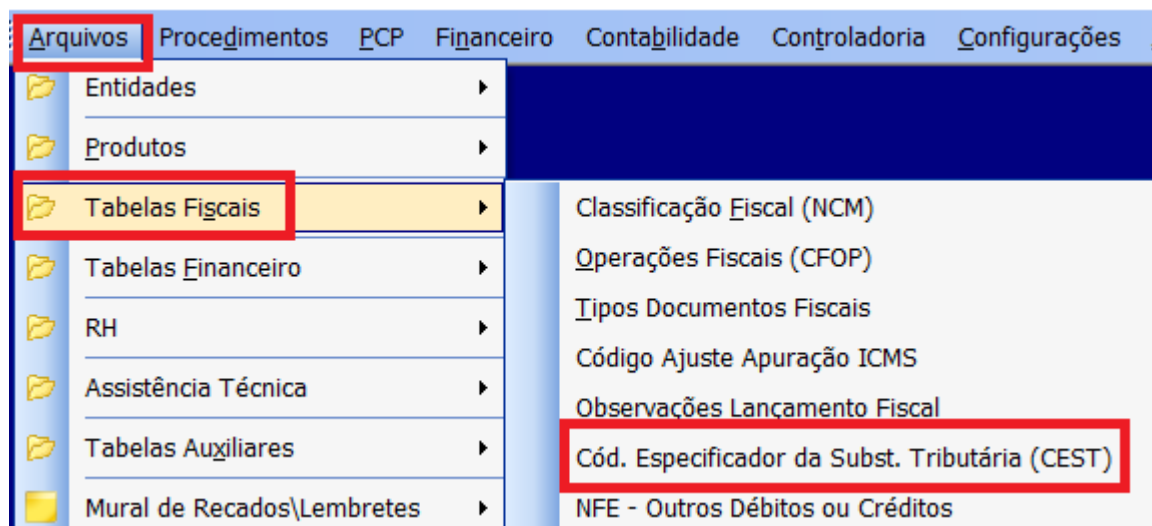 Arquivos Procedimentos PCP Financeiro Contabilidade Controladoria Configurações
Entidades
Produtos
Tabelas Fiscais
Tabelas Financeiro
RH
Assistência Técnica
Tabelas Auxiliares
Mural de Recados\Lembretes
Classificação Fiscal (NCM)
Operações Fiscais (CFOP)
Tipos Documentos Fiscais
Código Ajuste Apuração ICMS
Observações Lançamento Fiscal
Cód. Especificador da Subst. Tributária (CEST)
NFE - Outros Débitos ou Créditos